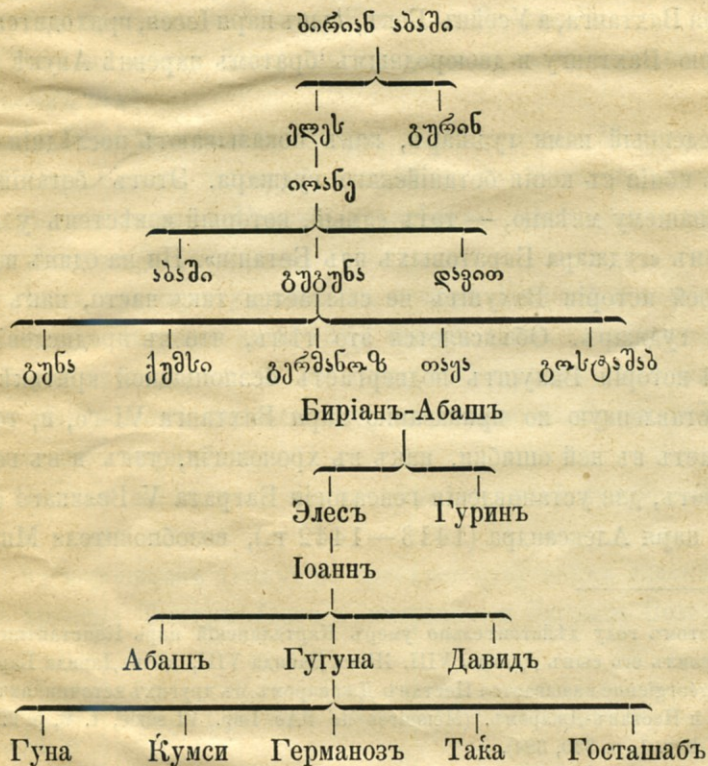 ბირიან აბაში
ელეს გურინ
იოანე
აბაში გუგუნა დავით
გუნა ქუმსი გერმანოზ თაყა გოსტაშაბ
Биріанъ-Абашъ
Элесъ Гуринъ
Іоаннъ
Абашъ Гугуна Давидъ
Гуна Ќумси Германозъ Таќа Госташабъ